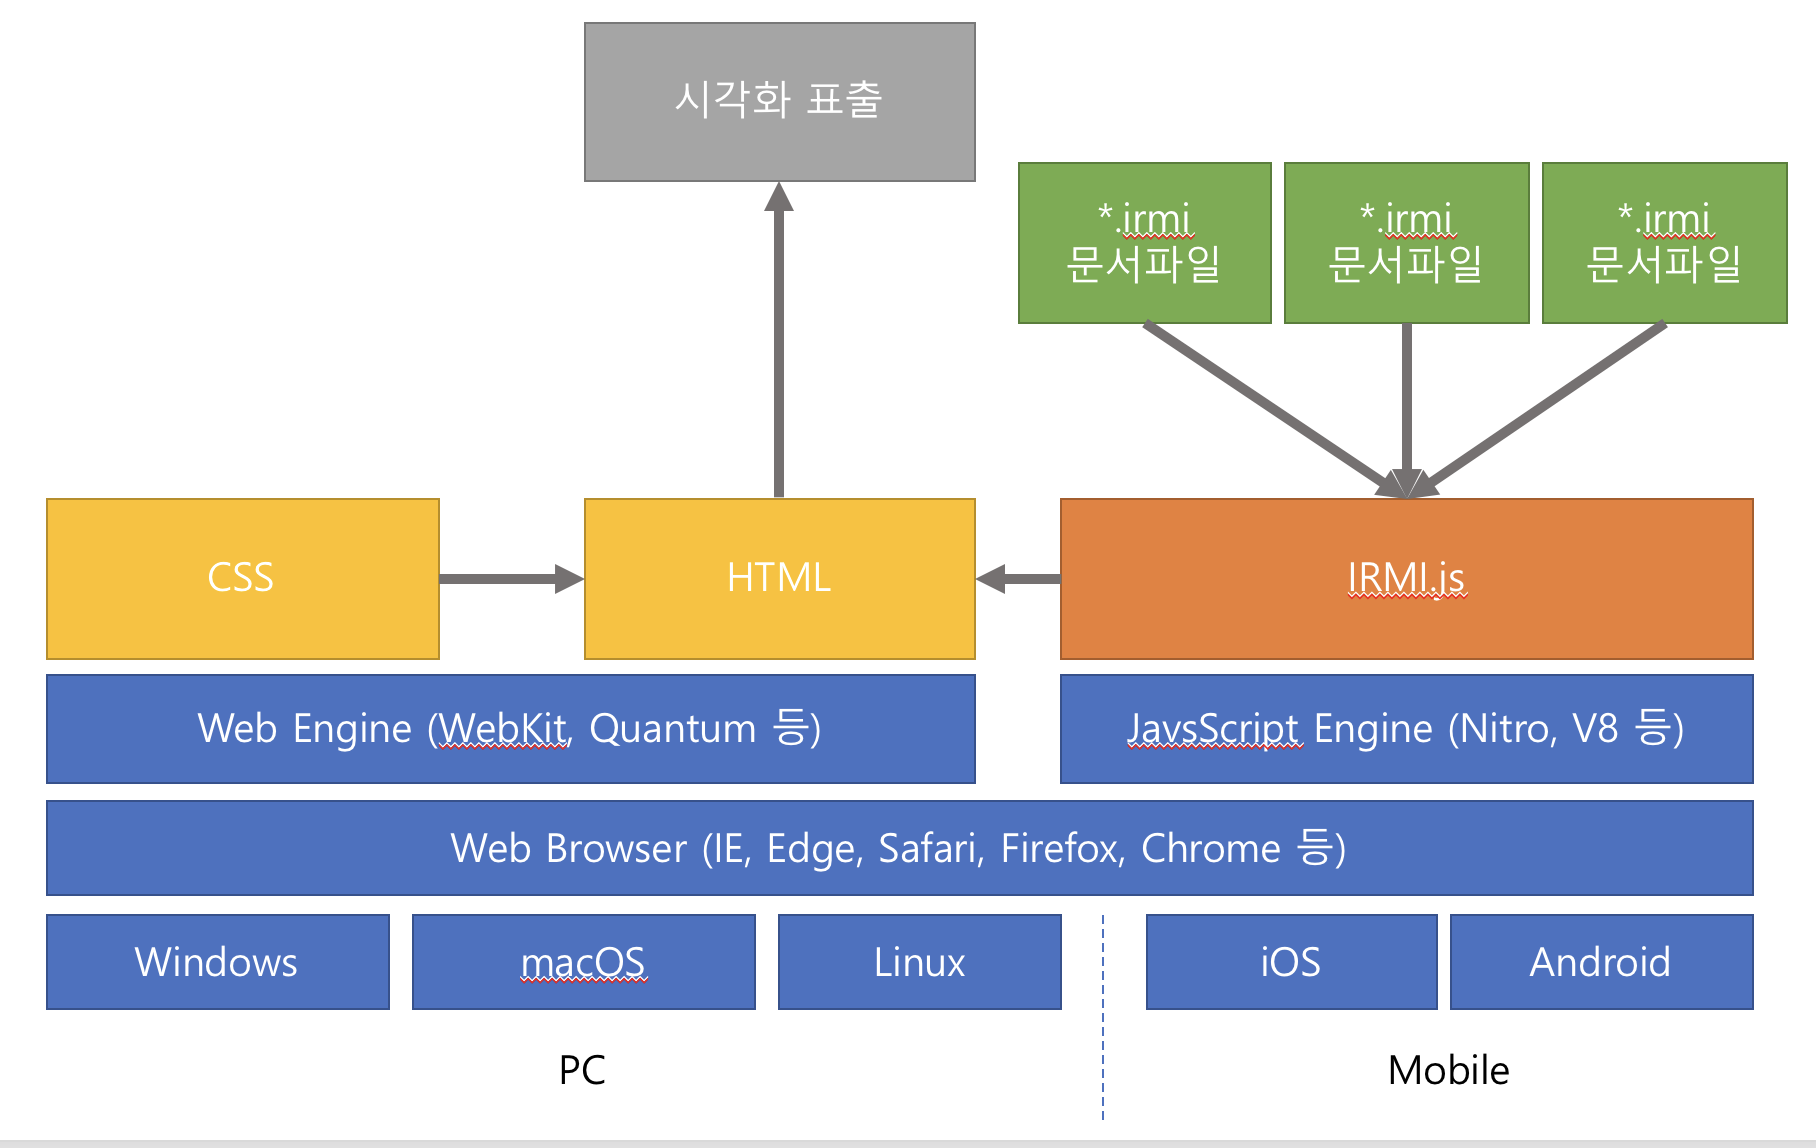 시각화 표출
*.irmi
문서파일
*.irmi
문서파일
*.irmi
문서파일
CSS
HTML
IRMI.js
Web Engine (WebKit, Quantum 등)
JavsScript Engine (Nitro, V8 등)
Web Browser (IE, Edge, Safari, Firefox, Chrome 등)
Windows
macOS
Linux
iOS
Android
PC
Mobile